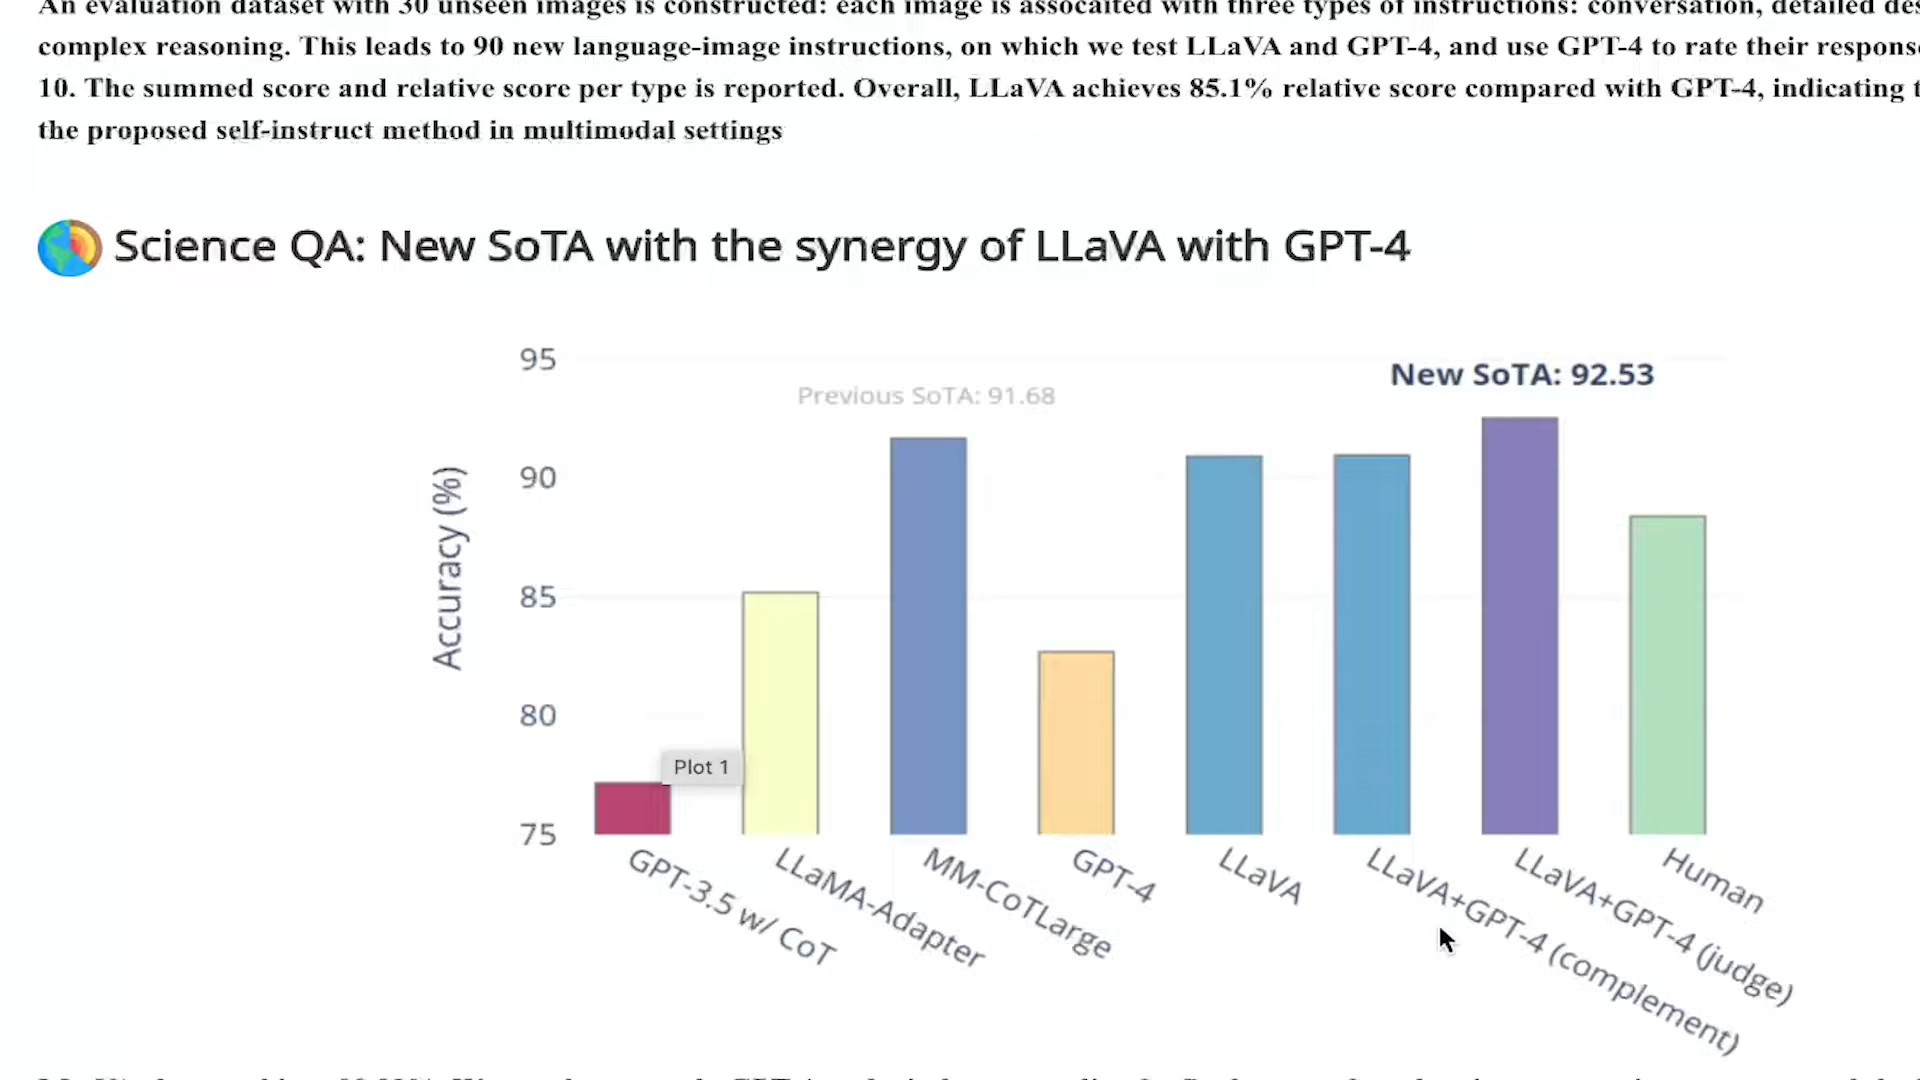 An evaluation dataset with 30 unseen images is constructed: each image is assocaited with three types of instructions: conversation, detailed des
complex reasoning. This leads to 90 new language-image instructions, on which we test LLaVA and GPT-4, and use GPT-4 to rate their respons
10. The summed score and relative score per type is reported. Overall, LLaVA achieves 85.1% relative score compared with GPT-4, indicating t
the proposed self-instruct method in multimodal settings
Science QA: New SoTA with the synergy of LLaVA with GPT-4
95
Previous SoTA: 91.68
New SoTA: 92.53
90
85
80
75
Accuracy (%)
Plot 1
GPT-3.5 w/ CoT
LLaMA-Adapter
MM-CoTLarge
GPT-4
LLaVA
LLaVA+GPT-4 (complement)
LLaVA+GPT-4 (judge)
Human